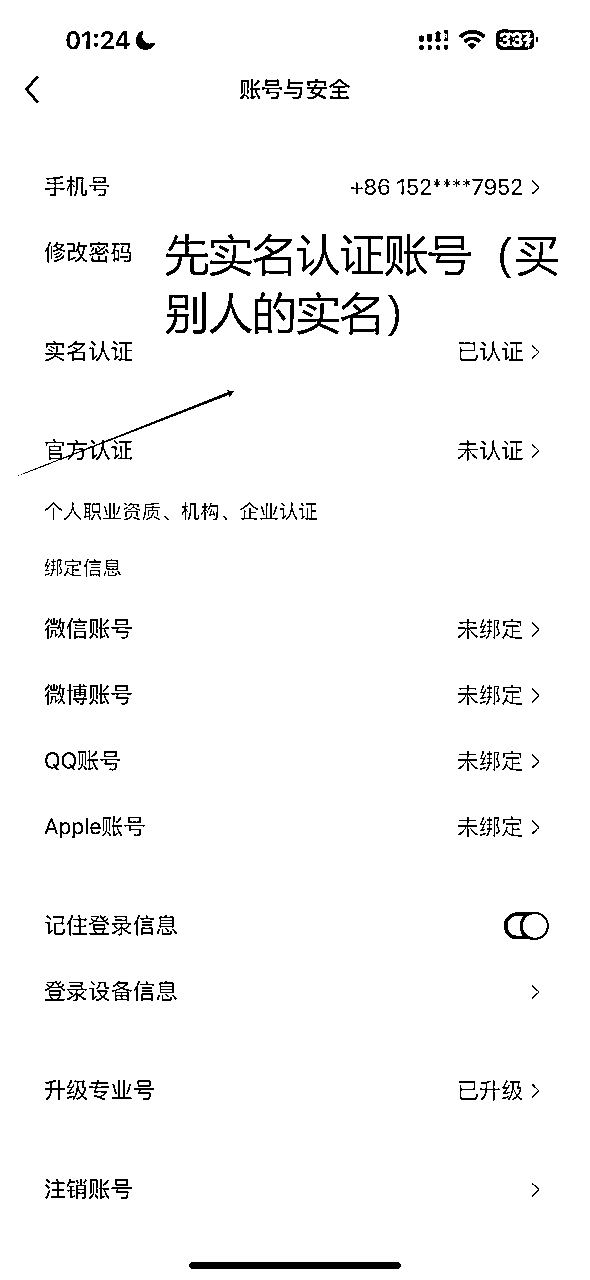 01:24
33
账号与安全
手机号 +86 152****7952
修改密码
先实名认证账号（买
别人的实名）
实名认证 已认证
官方认证 未认证
个人职业资质、机构、企业认证
绑定信息
微信账号 未绑定
微博账号 未绑定
QQ账号 未绑定
Apple账号 未绑定
记住登录信息
登录设备信息
升级专业号 已升级
注销账号